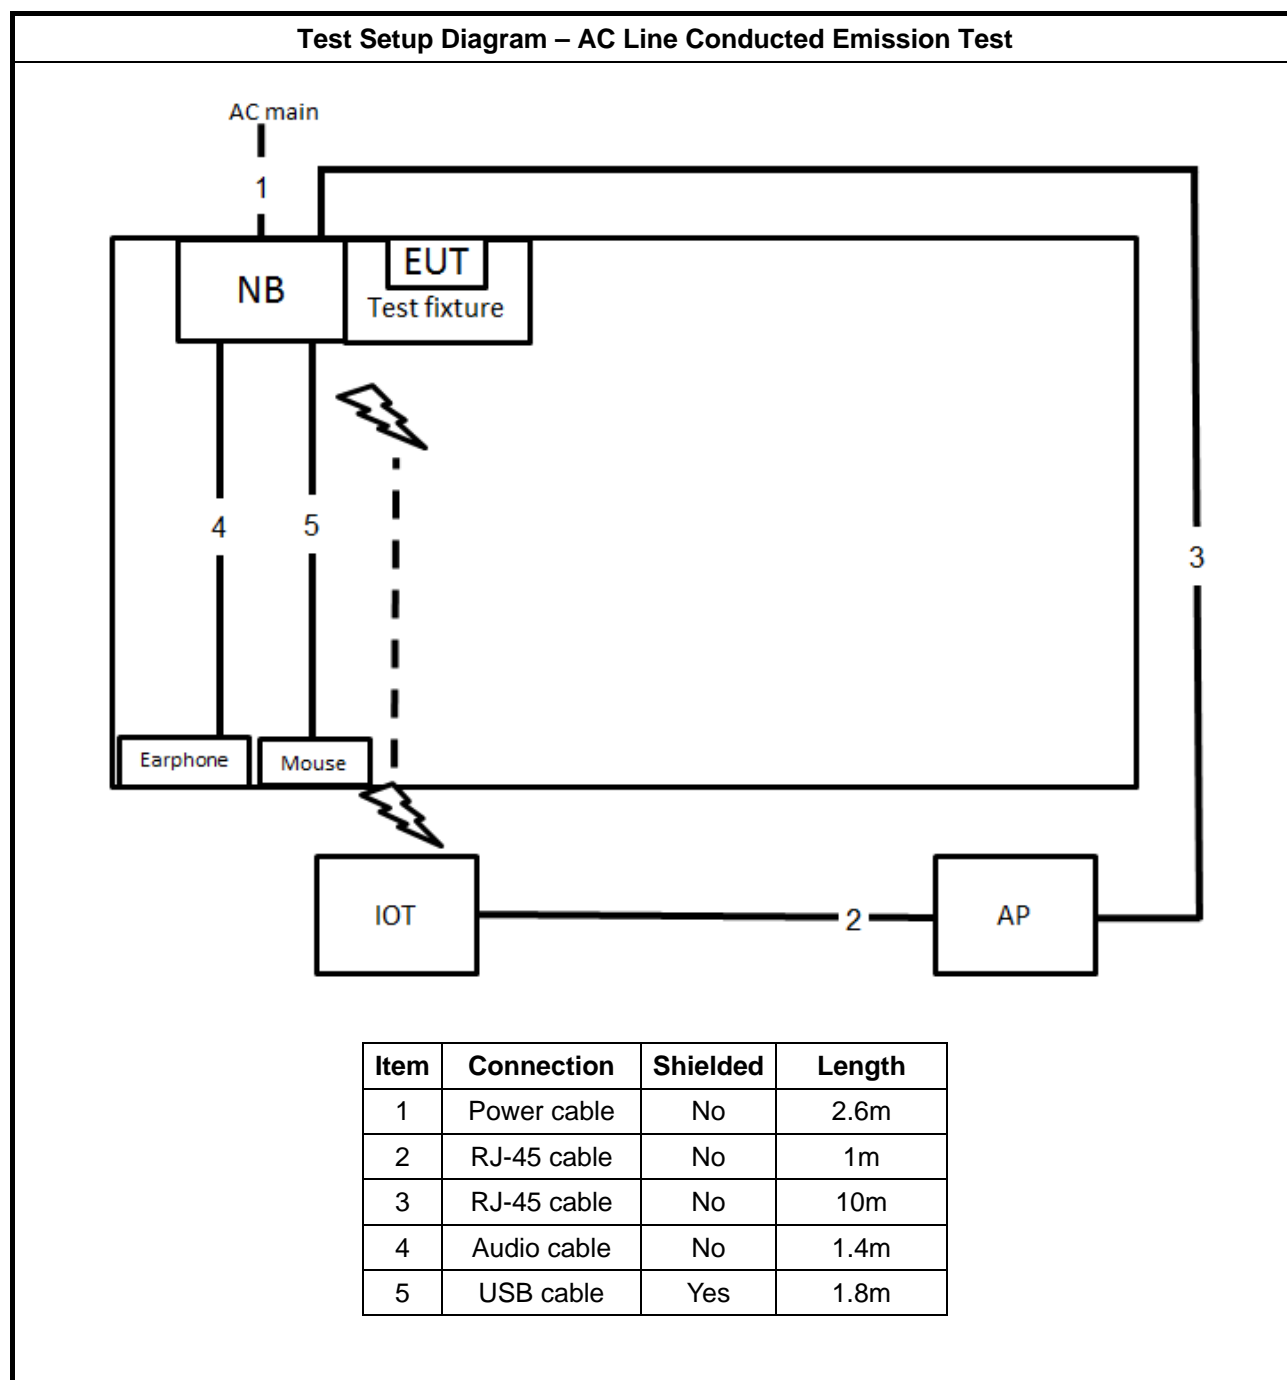 Test Setup Diagram – AC Line Conducted Emission Test
AC main
1
EUT
NB
Test fixture
4
5
3
Earphone
Mouse
IOT
2
AP
Item Connection Shielded Length
1 Power cable No 2.6m
2 RJ-45 cable No 1m
3 RJ-45 cable No 10m
4 Audio cable No 1.4m
5 USB cable Yes 1.8m